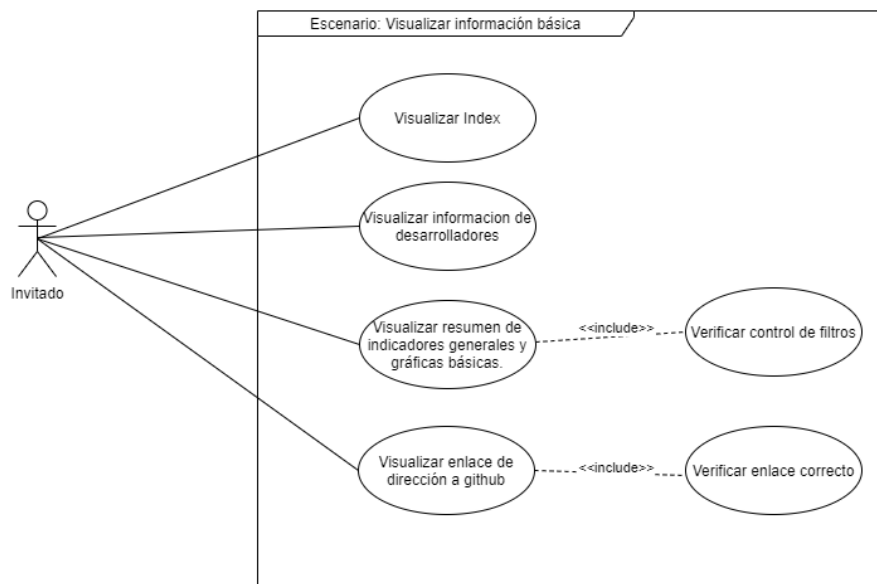 Escenario: Visualizar información básica
Visualizar Index
Visualizar informacion de
desarrolladores
Invitado
Visualizar resumen de
indicadores generales y
gráficas básicas.
<<include>>
Verificar control de filtros
Visualizar enlace de
dirección a github
<<include>>
Verificar enlace correcto